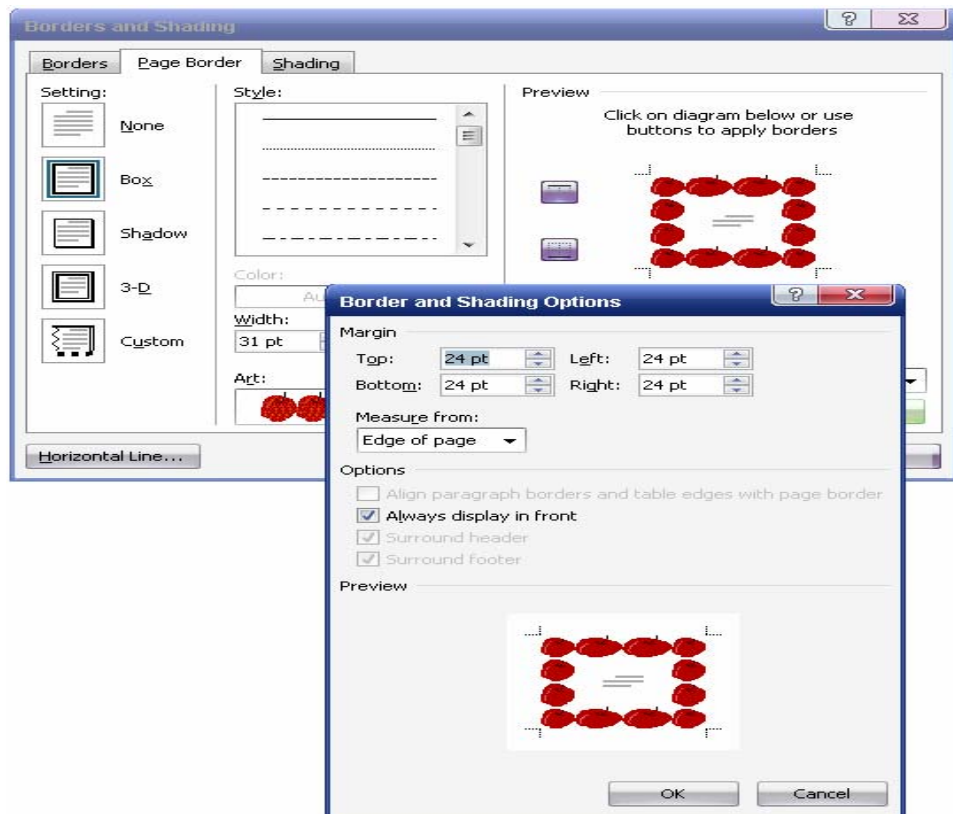 Borders and Shading
Borders
Page Border
Shading
Setting:
None
Box
Shadow
3-D
Custom
Style:
Color:
Au
Width:
31 pt
Art:
Preview
Click on diagram below or use
buttons to apply borders
Horizontal Line...
Border and Shading Options
Margin
Top: 24 pt Left: 24 pt
Bottom: 24 pt Right: 24 pt
Measure from:
Edge of page
Options
Align paragraph borders and table edges with page border
Always display in front
Surround header
Surround footer
Preview
OK Cancel